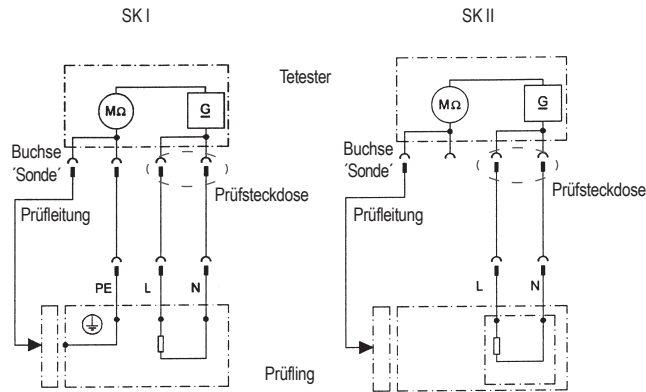 SK I
SK II
Tetester
MΩ
G
MΩ
G
Buchse
´Sonde´
Prüfleitung
Prüfsteckdose
Buchse
´Sonde´
Prüfleitung
Prüfsteckdose
PE
L
N
L
N
Prüfling